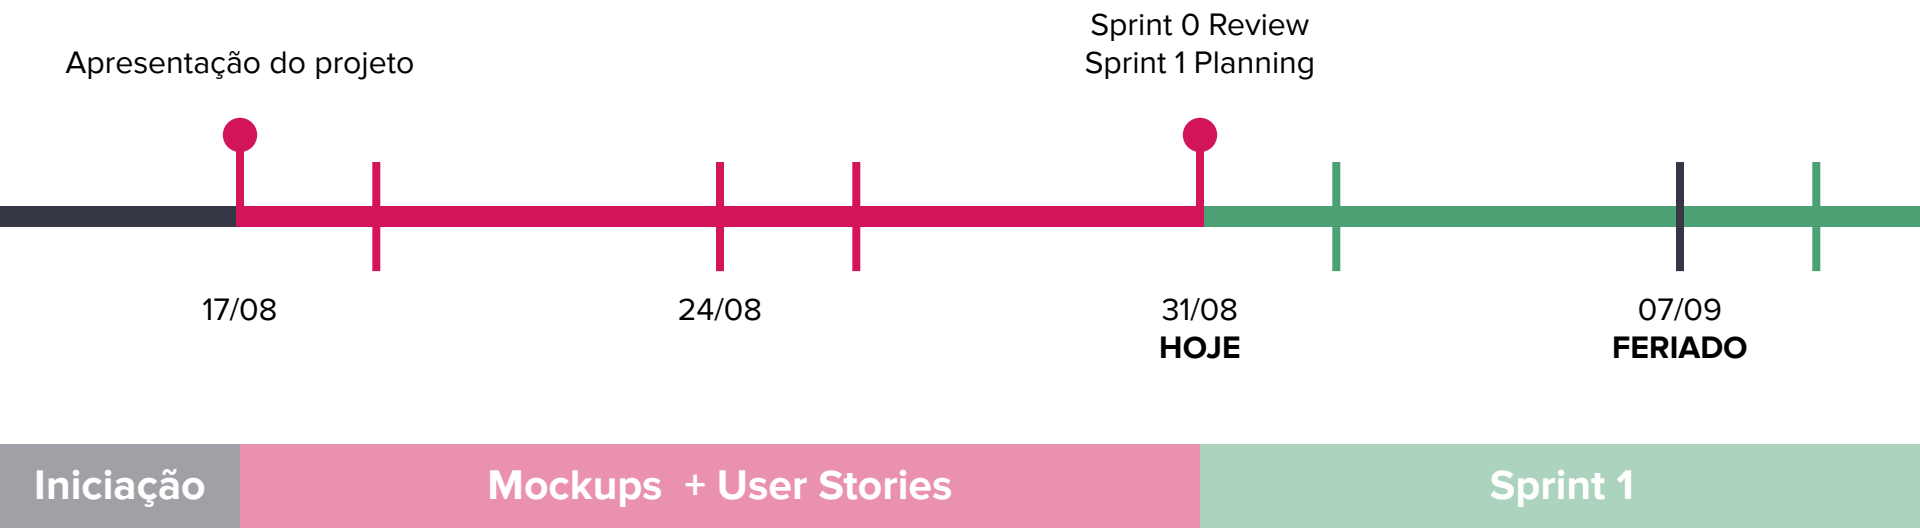 Apresentação do projeto
Sprint 0 Review
Sprint 1 Planning
17/08
24/08
31/08
HOJE
07/09
FERIADO
Iniciação
Mockups + User Stories
Sprint 1